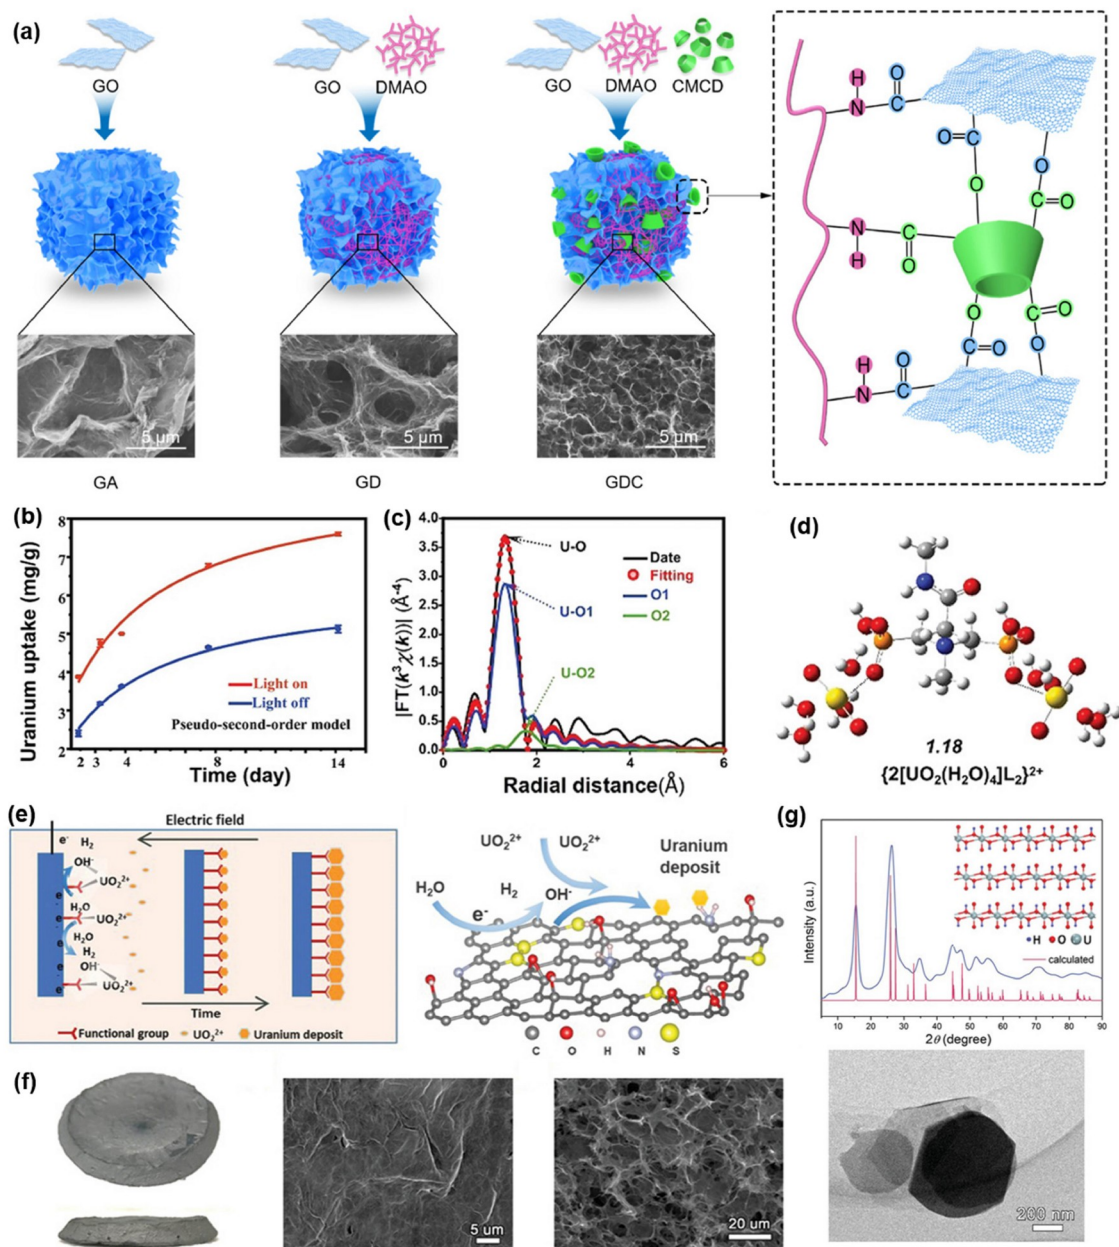 (a)
GO
GO DMAO
GO DMAO CMCD
H
N C O
O C
O
O
C O
N C
H O
O C O
C O
O
H
N C O
5 μm
5 μm
5 μm
GA
GD
GDC
(b)
Uranium uptake (mg/g)
8
7
6
5
4
3
2
Light on
Light off
Pseudo-second-order model
2 3 4 8 14
Time (day)
(c)
|FT(k³χ(k))| (Å⁻⁴)
4.0
3.5
3.0
2.5
2.0
1.5
1.0
0.5
0.0
U-O
U-O1
U-O2
Date
Fitting
O1
O2
0 2 4 6
Radial distance(Å)
(d)
1.18
{2[UO₂(H₂O)₄]L₂}²⁺
(e)
Electric field
e⁻ H₂
OH⁻
UO₂²⁺
H₂O
e UO₂²⁺
H₂O
H₂
OH⁻
e UO₂²⁺
Time
Functional group UO₂²⁺ Uranium deposit
UO₂²⁺
UO₂²⁺
Uranium
deposit
H₂O
H₂
OH⁻
e⁻
C O H N S
(f)
5 um
20 um
(g)
Intensity (a.u.)
H O U
calculated
10 20 30 40 50 60 70 80 90
2θ (degree)
200 nm